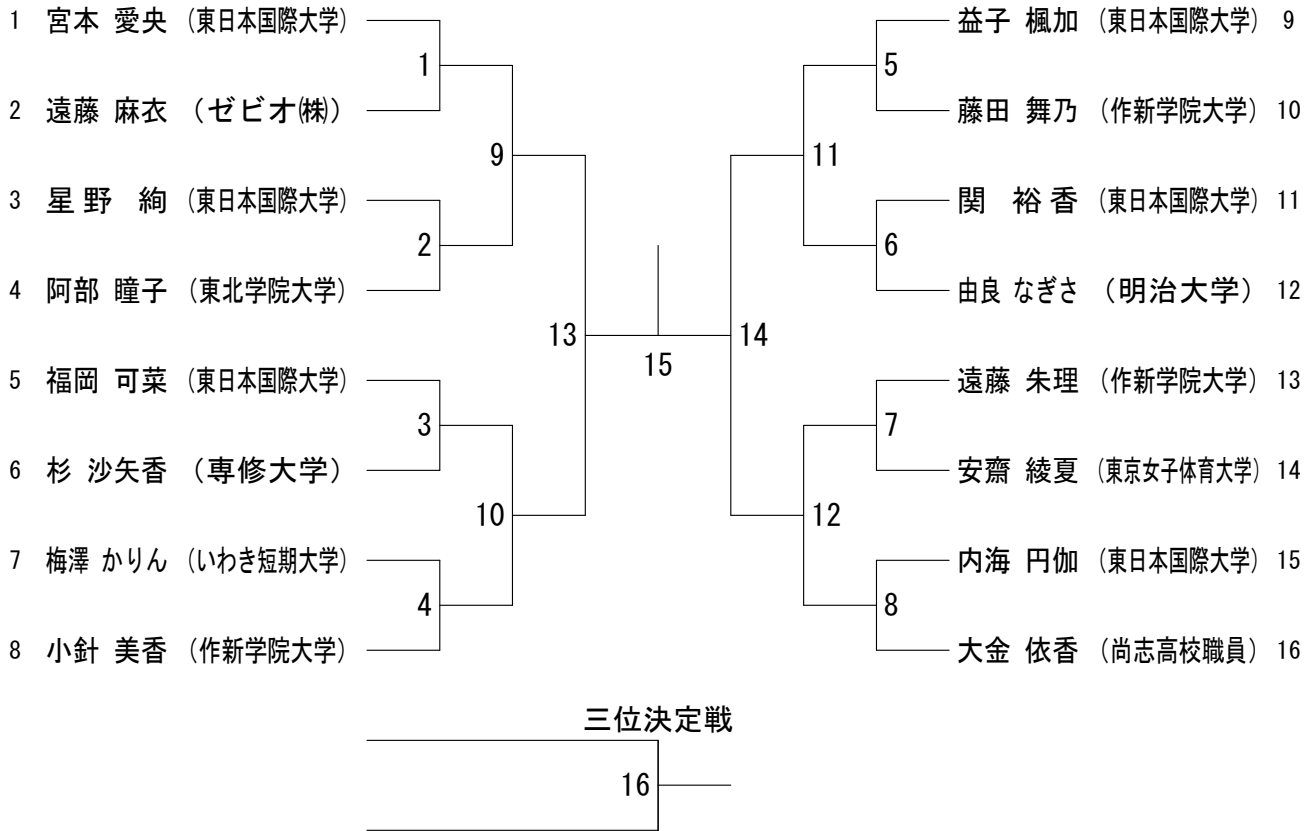 1 宮本 愛央 (東日本国際大学) 益子 楓加 (東日本国際大学) 9
1 5
2 遠藤 麻衣 (ゼビオ㈱) 藤田 舞乃 (作新学院大学) 10
9 11
3 星野 絢 (東日本国際大学) 関 裕香 (東日本国際大学) 11
2 6
4 阿部 瞳子 (東北学院大学) 由良 なぎさ (明治大学) 12
13 15 14
5 福岡 可菜 (東日本国際大学) 遠藤 朱理 (作新学院大学) 13
3 7
6 杉 沙矢香 (専修大学) 安齋 綾夏 (東京女子体育大学) 14
10 12
7 梅澤 かりん (いわき短期大学) 内海 円伽 (東日本国際大学) 15
4 8
8 小針 美香 (作新学院大学) 大金 依香 (尚志高校職員) 16
三位決定戦
16